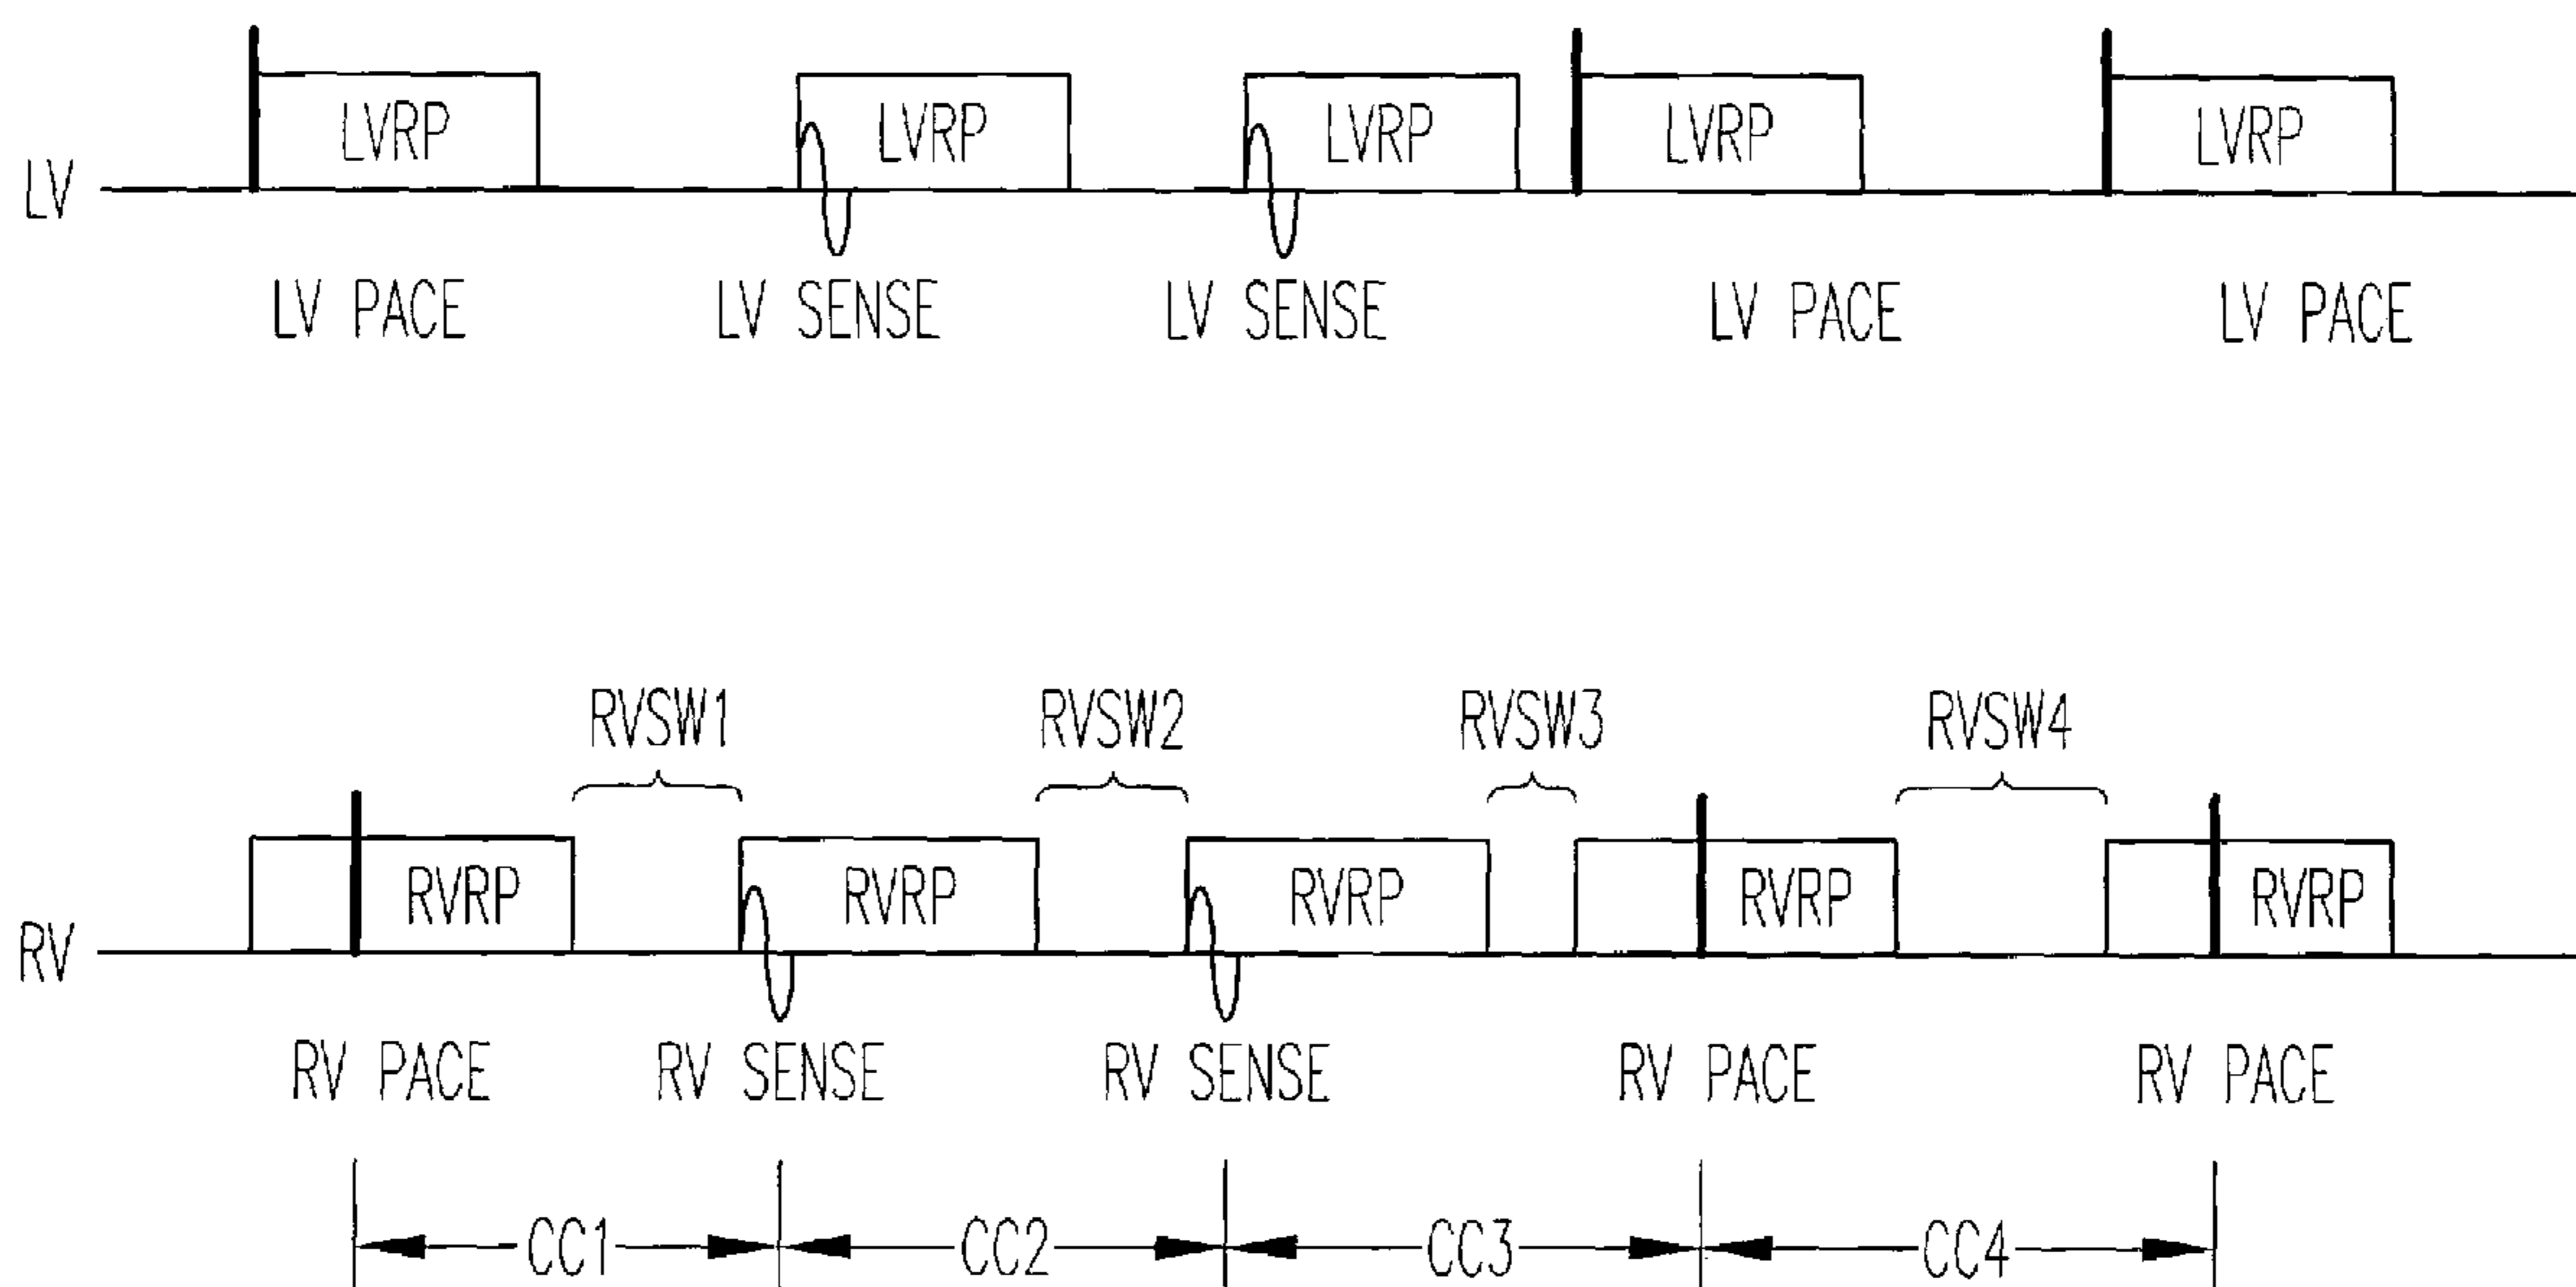 LVRP LVRP LVRP LVRP LVRP
LV
LV PACE LV SENSE LV SENSE LV PACE LV PACE
RVSW1 RVSW2 RVSW3 RVSW4
RVRP RVRP RVRP RVRP RVRP
RV
RV PACE RV SENSE RV SENSE RV PACE RV PACE
CC1 CC2 CC3 CC4